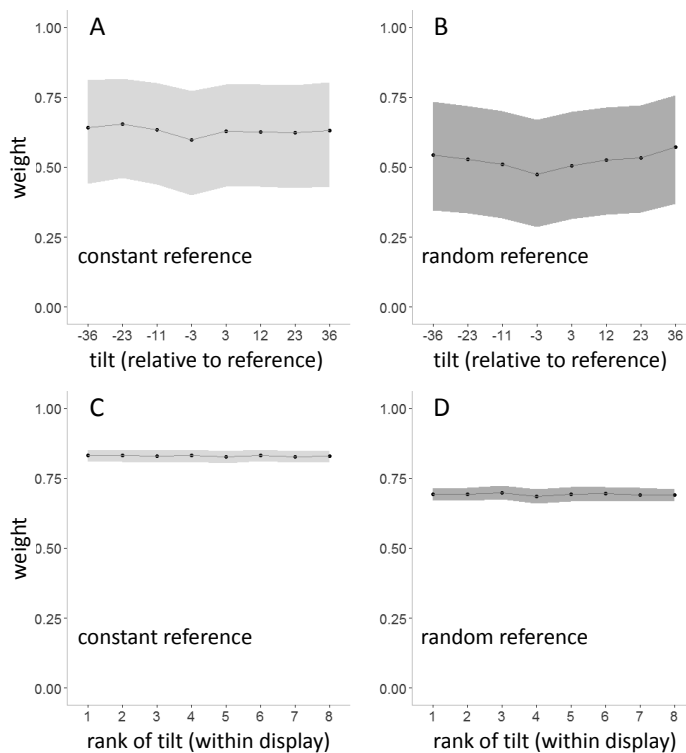 A
B
1.00
0.75
0.50
0.25
0.00
1.00
0.75
0.50
0.25
0.00
weight
constant reference
random reference
-36 -23 -11 -3 3 12 23 36
-36 -23 -11 -3 3 12 23 36
tilt (relative to reference)
tilt (relative to reference)
C
D
1.00
0.75
0.50
0.25
0.00
1.00
0.75
0.50
0.25
0.00
weight
constant reference
random reference
1 2 3 4 5 6 7 8
1 2 3 4 5 6 7 8
rank of tilt (within display)
rank of tilt (within display)